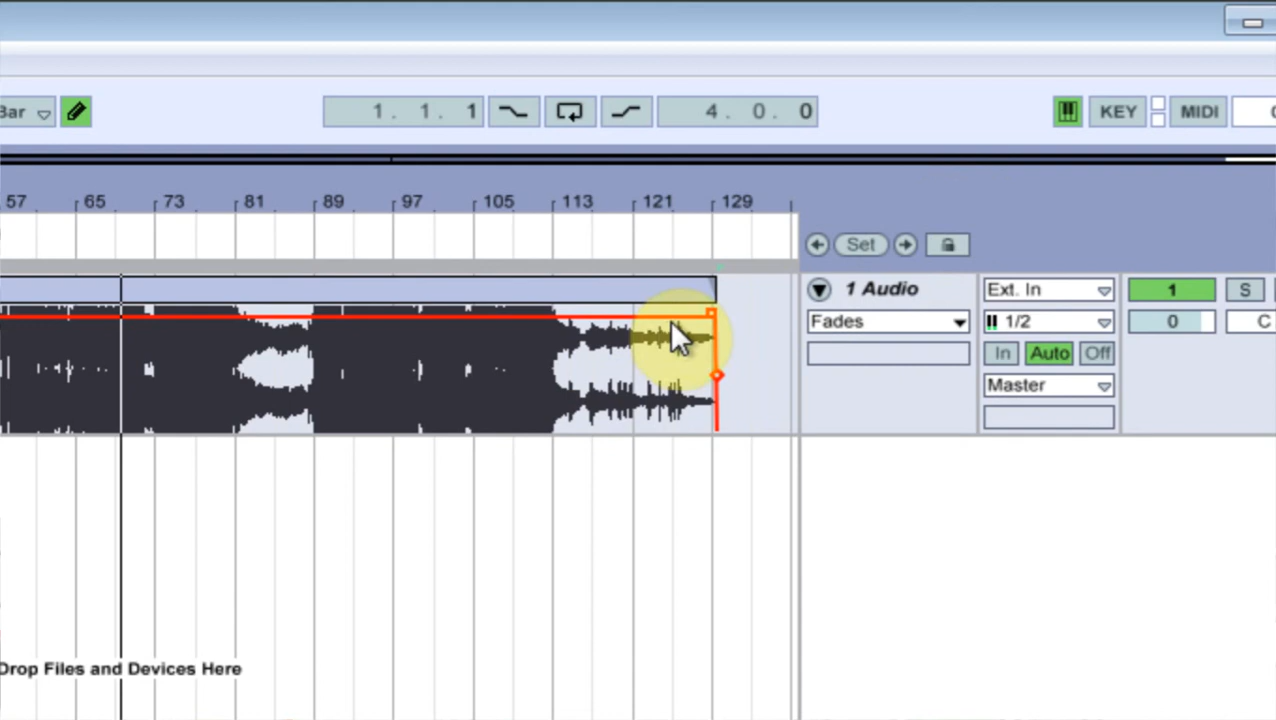 Bar 1. 1. 1 4. 0. 0 KEY MIDI
57 65 73 81 89 97 105 113 121 129
Set
1 Audio Ext. In 1 S
Fades 1/2 0 C
In Auto Off
Master
Drop Files and Devices Here